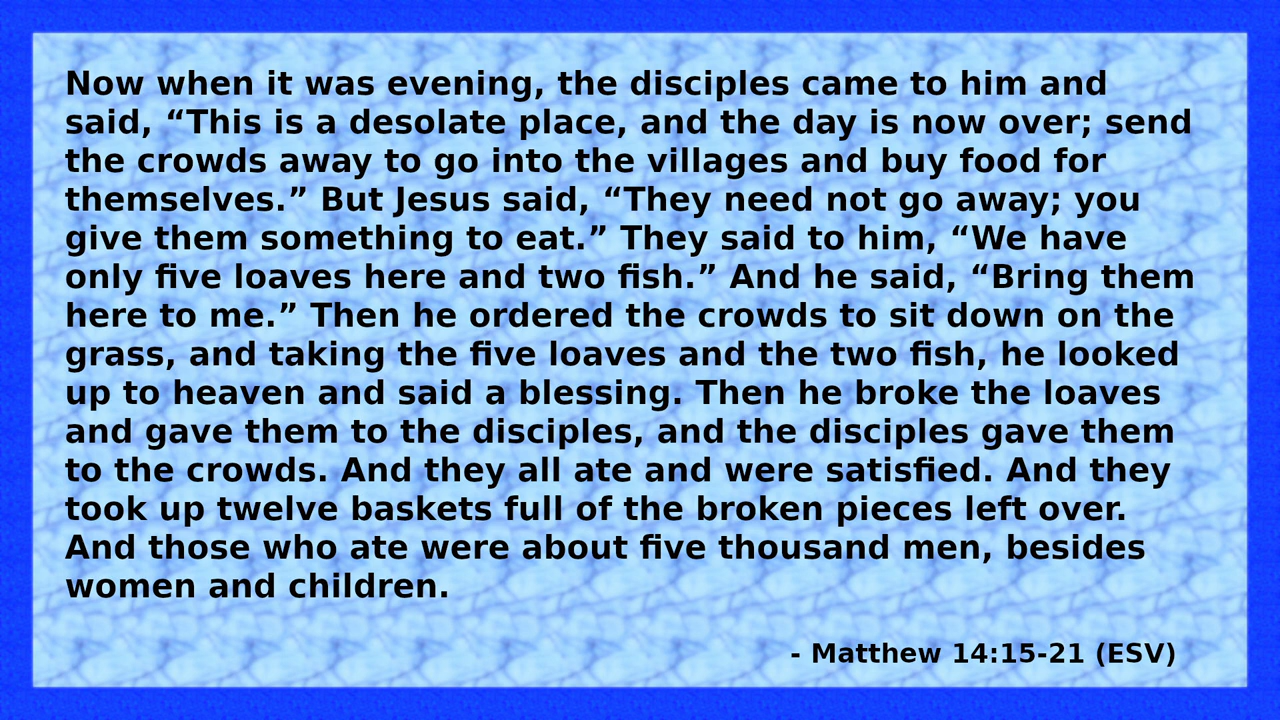 Now when it was evening, the disciples came to him and
said, “This is a desolate place, and the day is now over; send
the crowds away to go into the villages and buy food for
themselves.” But Jesus said, “They need not go away; you
give them something to eat.” They said to him, “We have
only five loaves here and two fish.” And he said, “Bring them
here to me.” Then he ordered the crowds to sit down on the
grass, and taking the five loaves and the two fish, he looked
up to heaven and said a blessing. Then he broke the loaves
and gave them to the disciples, and the disciples gave them
to the crowds. And they all ate and were satisfied. And they
took up twelve baskets full of the broken pieces left over.
And those who ate were about five thousand men, besides
women and children.
- Matthew 14:15-21 (ESV)